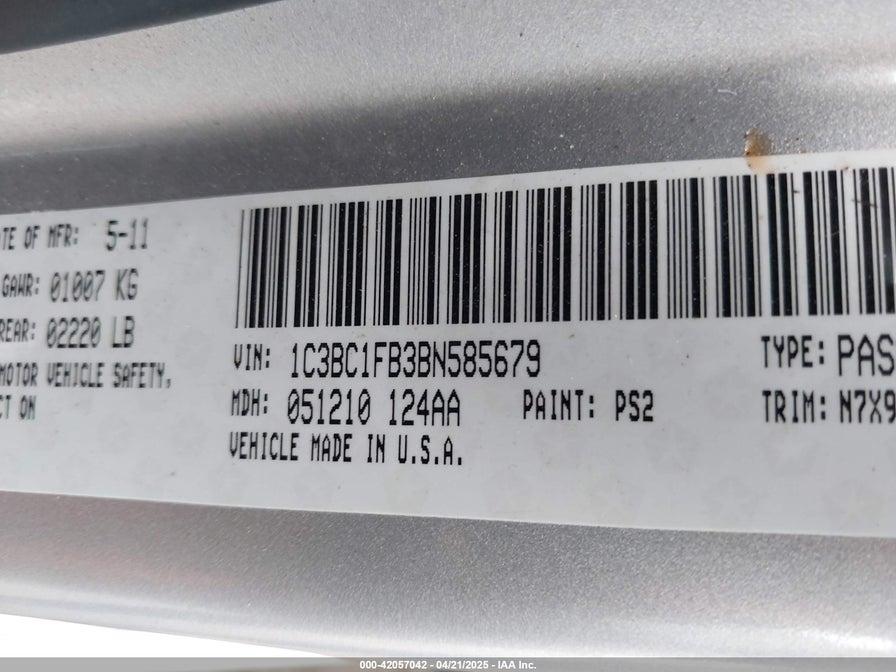 TE OF MFR: 5-11
GAWR: 01007 KG
REAR: 02220 LB
MOTOR VEHICLE SAFETY,
CT ON
VIN: 1C3BC1FB3BN585679 TYPE: PAS
MDH: 051210 124AA PAINT: PS2 TRIM: N7X9
VEHICLE MADE IN U.S.A.
000-42057042 - 04/21/2025 - IAA Inc.